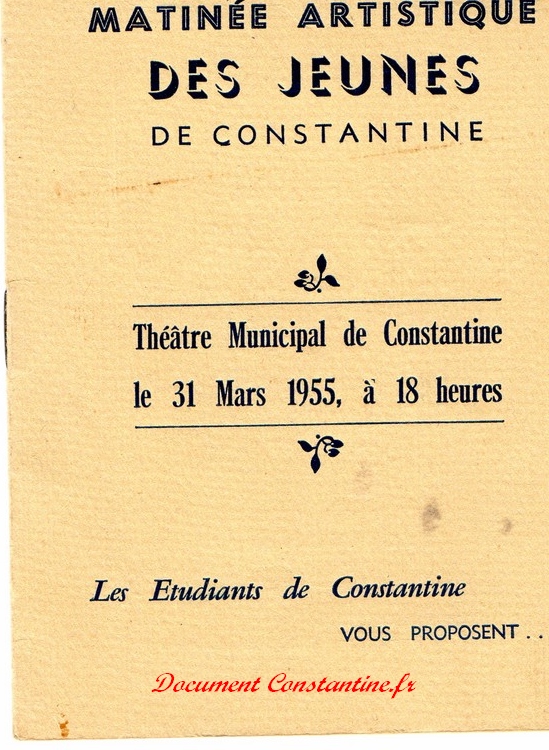 MATINÉE ARTISTIQUE
DES JEUNES
DE CONSTANTINE
Théâtre Municipal de Constantine
le 31 Mars 1955, à 18 heures
Les Etudiants de Constantine
VOUS PROPOSENT . .
Document Constantine.fr